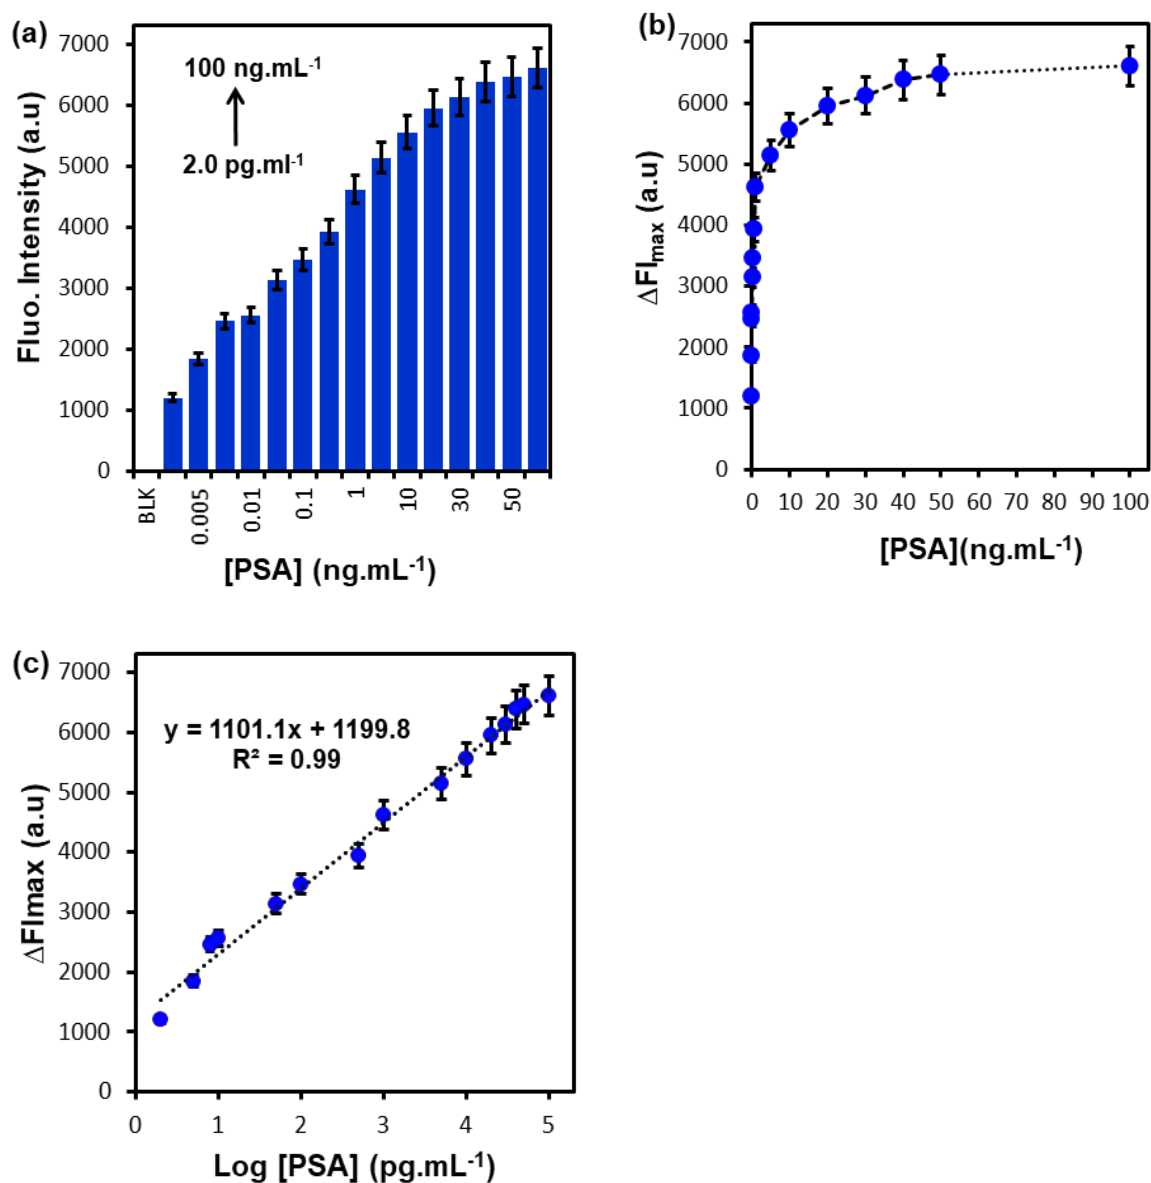 (a)
Fluo. Intensity (a.u)
7000
6000
5000
4000
3000
2000
1000
0
100 ng.mL-1
2.0 pg.ml-1
BLK 0.005 0.01 0.1 1 10 30 50
[PSA] (ng.mL-1)
(b)
ΔFImax (a.u)
7000
6000
5000
4000
3000
2000
1000
0
0 10 20 30 40 50 60 70 80 90 100
[PSA](ng.mL-1)
(c)
ΔFImax (a.u)
7000
6000
5000
4000
3000
2000
1000
0
y = 1101.1x + 1199.8
R² = 0.99
0 1 2 3 4 5
Log [PSA] (pg.mL-1)